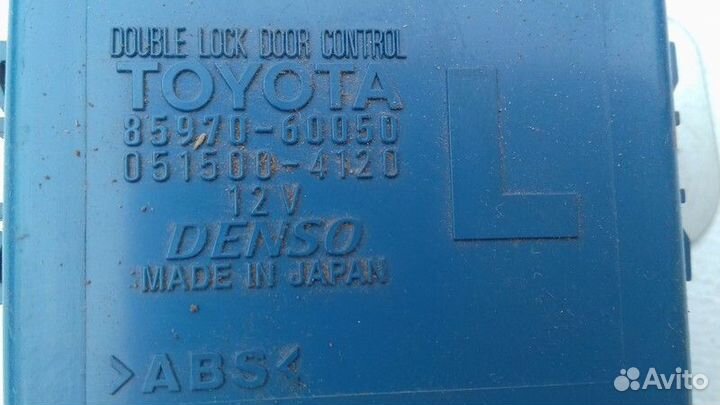 DOUBLE LOCK DOOR CONTROL
TOYOTA
85970-60050
051500-4120
12V
DENSO
MADE IN JAPAN
L
>ABS<
Avito